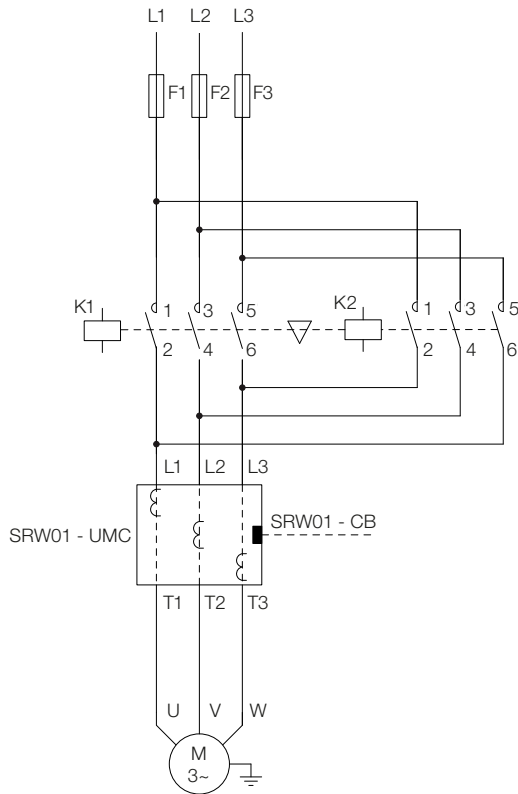 L1 L2 L3
F1 F2 F3
K1 1 3 5 K2 1 3 5
2 4 6 2 4 6
L1 L2 L3
SRW01 - UMC SRW01 - CB
T1 T2 T3
U V W
M
3~